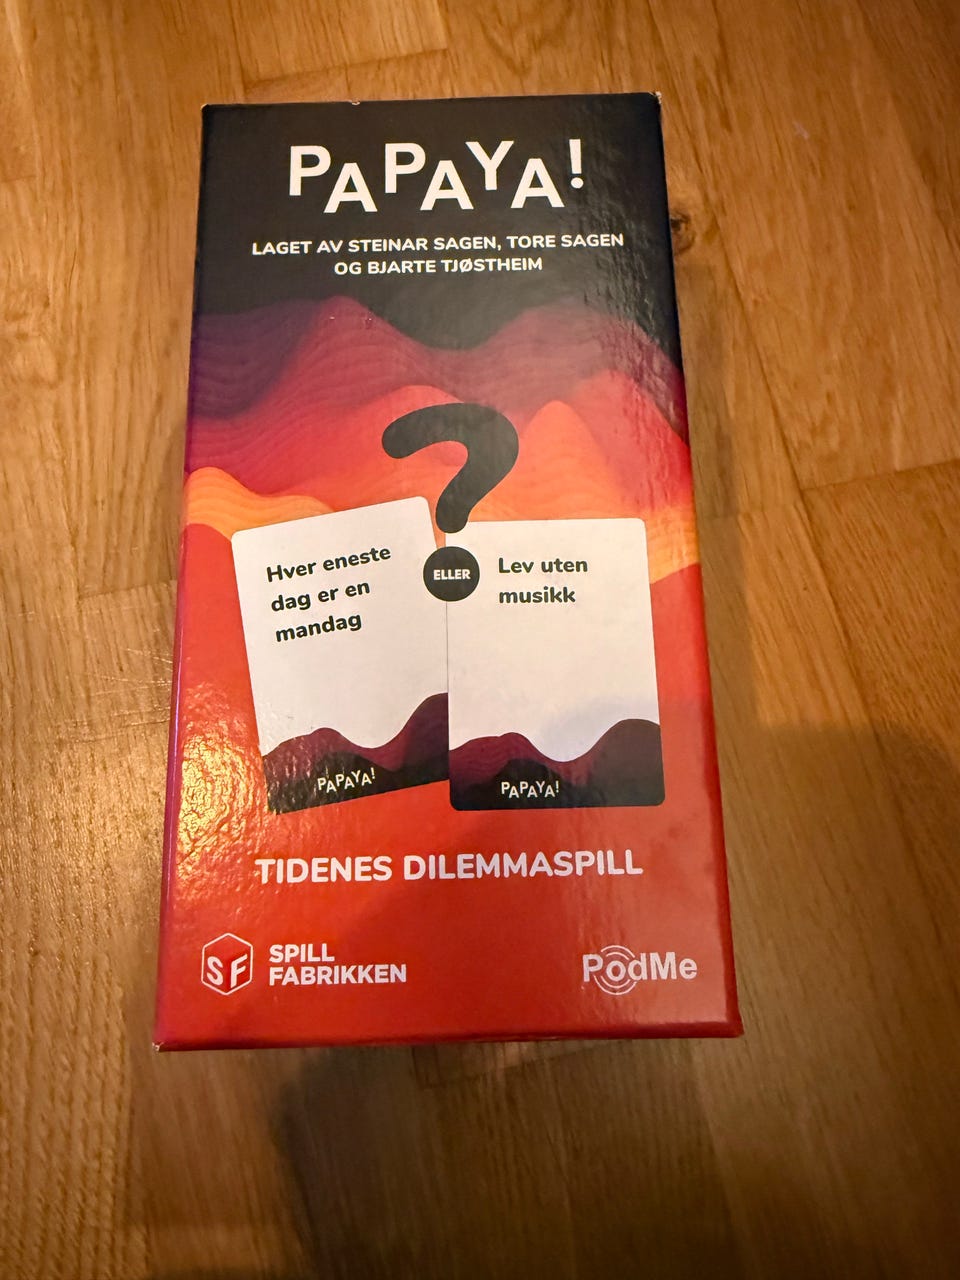 PAPAYA!
LAGET AV STEINAR SAGEN, TORE SAGEN
OG BJARTE TJØSTHEIM
?
Hver eneste
dag er en
mandag
ELLER
Lev uten
musikk
PAPAYA!
PAPAYA!
TIDENES DILEMMASPILL
SF
SPILL
FABRIKKEN
PodMe